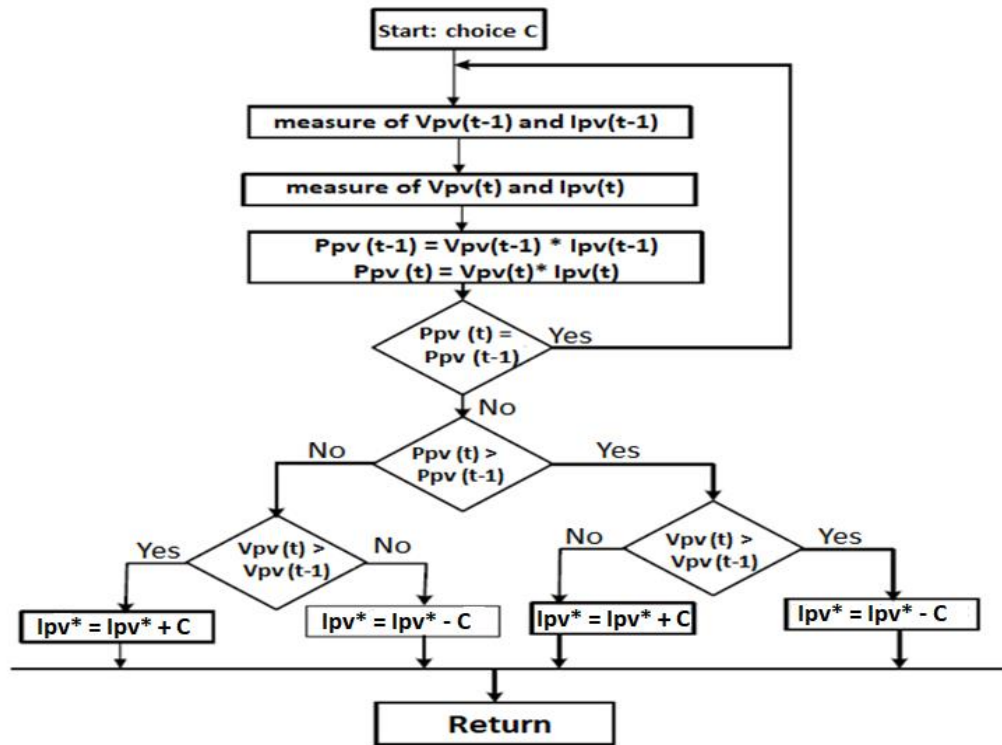 Start: choice C
measure of Vpv(t-1) and Ipv(t-1)
measure of Vpv(t) and Ipv(t)
Ppv (t-1) = Vpv(t-1) * Ipv(t-1)
Ppv (t) = Vpv(t)* Ipv(t)
Ppv (t) =
Ppv (t-1)
Yes
No
Ppv (t) >
Ppv (t-1)
No
Yes
Vpv (t) >
Vpv (t-1)
Yes
No
Vpv (t) >
Vpv (t-1)
No
Yes
Ipv* = Ipv* + C
Ipv* = Ipv* - C
Ipv* = Ipv* + C
Ipv* = Ipv* - C
Return